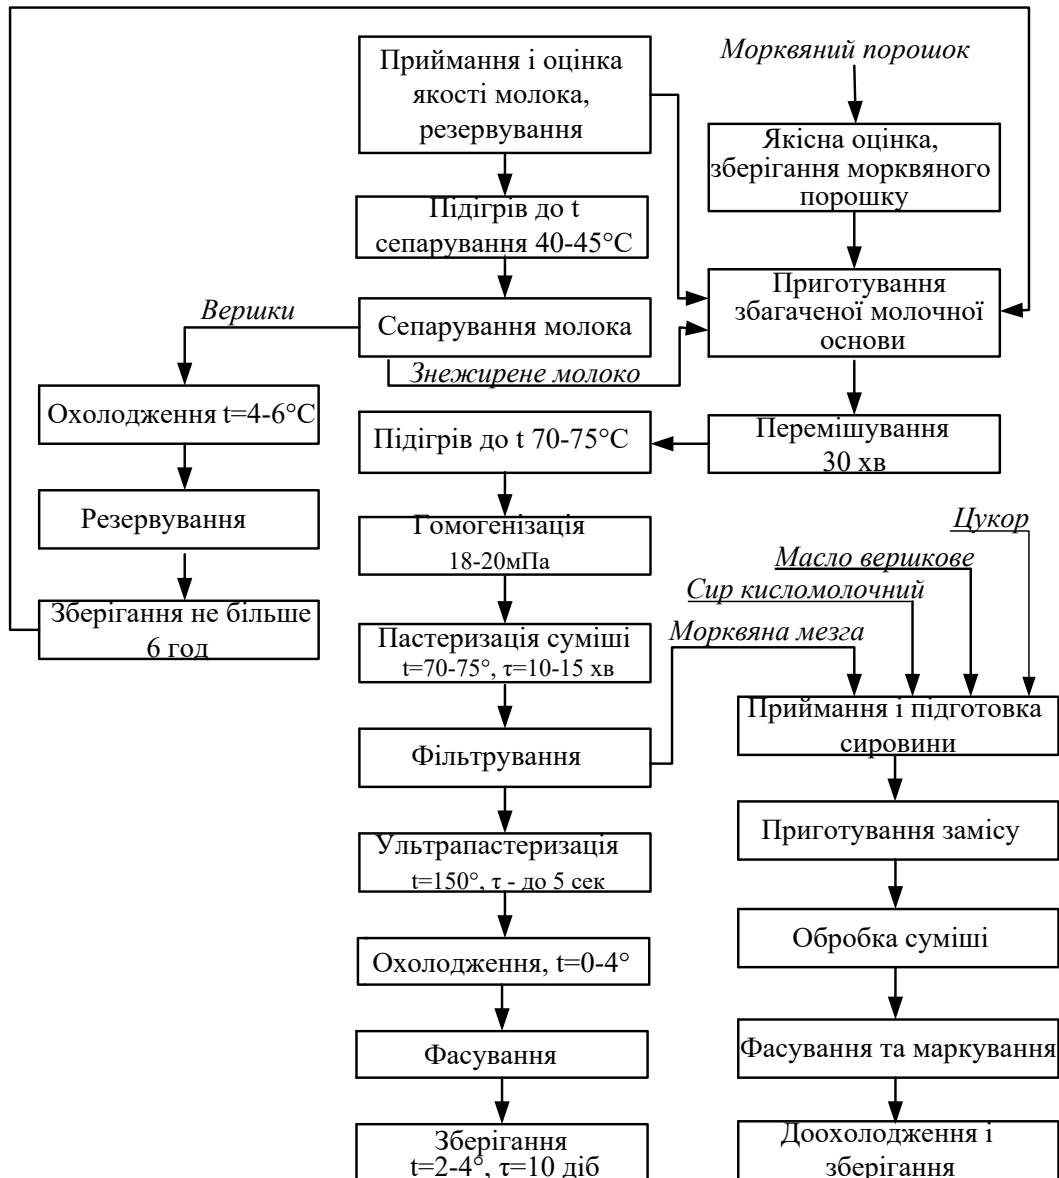 Приймання і оцінка
якості молока,
резервування
Морквяний порошок
Якісна оцінка,
зберігання морквяного
порошку
Підігрів до t
сепарування 40-45°С
Приготування
збагаченої молочної
основи
Вершки
Сепарування молока
Знежирене молоко
Охолодження t=4-6°С
Підігрів до t 70-75°С
Перемішування
30 хв
Резервування
Гомогенізація
18-20мПа
Цукор
Масло вершкове
Сир кисломолочний
Морквяна мезга
Зберігання не більше
6 год
Пастеризація суміші
t=70-75°, τ=10-15 хв
Приймання і підготовка
сировини
Фільтрування
Приготування замісу
Ультрапастеризація
t=150°, τ - до 5 сек
Обробка суміші
Охолодження, t=0-4°
Фасування
Фасування та маркування
Зберігання
t=2-4°, τ=10 діб
Доохолодження і
зберігання